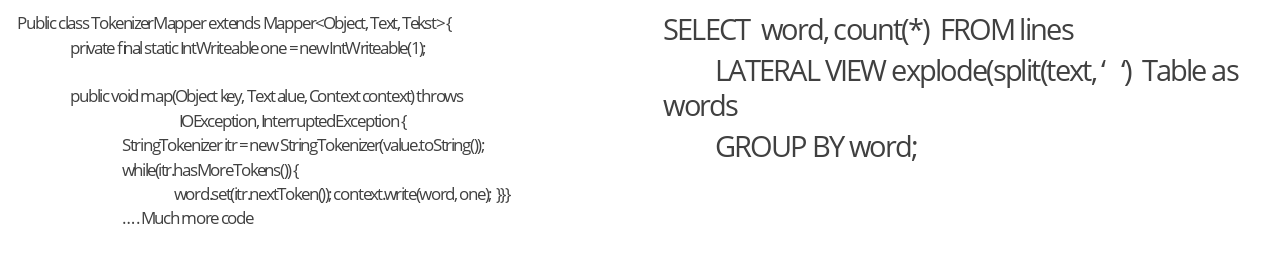 Public class TokenizerMapper extends Mapper<Object, Text, Tekst> {
private final static IntWriteable one = new IntWriteable(1);
public void map(Object key, Text alue, Context context) throws
IOException, InterruptedException {
StringTokenizer itr = new StringTokenizer(value.toString());
while(itr.hasMoreTokens()) {
word.set(itr.nextToken()); context.write(word, one); }}}
…. Much more code
SELECT word, count(*) FROM lines
LATERAL VIEW explode(split(text, ‘ ‘) Table as
words
GROUP BY word;